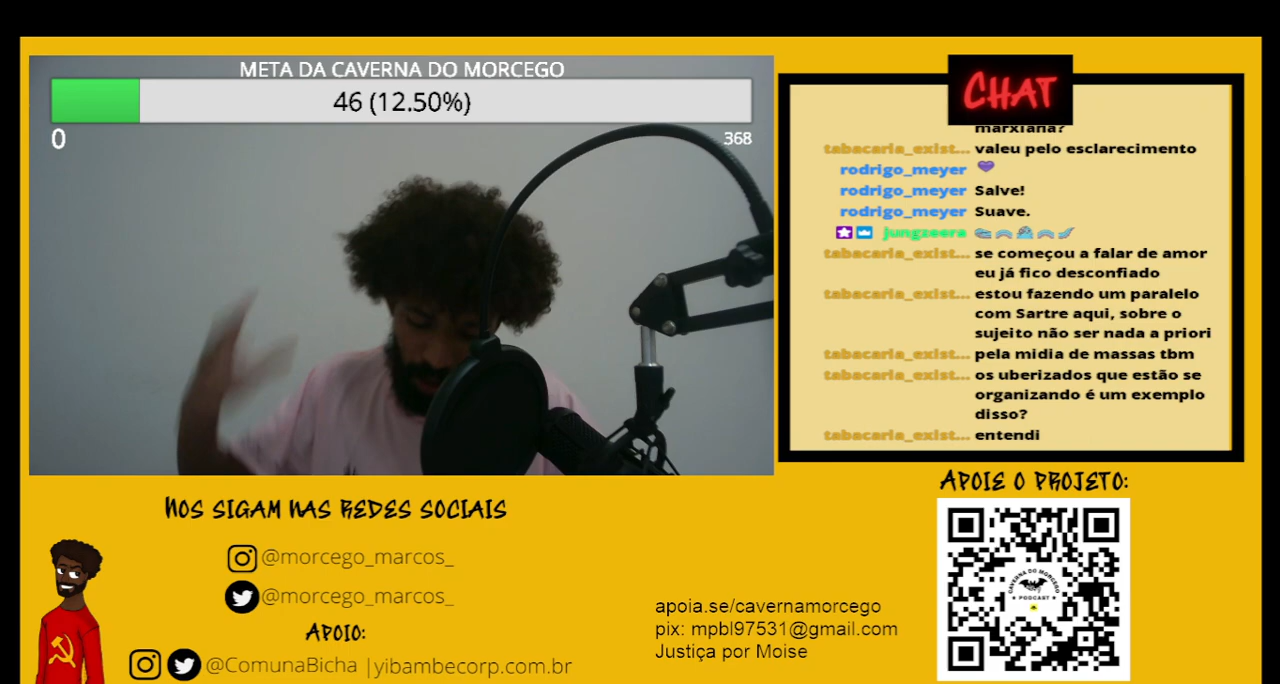 META DA CAVERNA DO MORCEGO
46 (12.50%)
0
368
CHAT
marxiana?
tabacaria_exist... valeu pelo esclarecimento
rodrigo_meyer
rodrigo_meyer Salve!
rodrigo_meyer Suave.
jungzeera
tabacaria_exist... se começou a falar de amor
eu já fico desconfiado
tabacaria_exist... estou fazendo um paralelo
com Sartre aqui, sobre o
sujeito não ser nada a priori
tabacaria_exist... pela midia de massas tbm
tabacaria_exist... os uberizados que estão se
organizando é um exemplo
disso?
tabacaria_exist... entendi
NOS SIGAM NAS REDES SOCIAIS
@morcego_marcos_
@morcego_marcos_
APOIO:
@ComunaBicha |yibambecorp.com.br
apoia.se/cavernamorcego
pix: mpbl97531@gmail.com
Justiça por Moise
APOIE O PROJETO:
CAVERNA DO MORCEGO
PODCAST